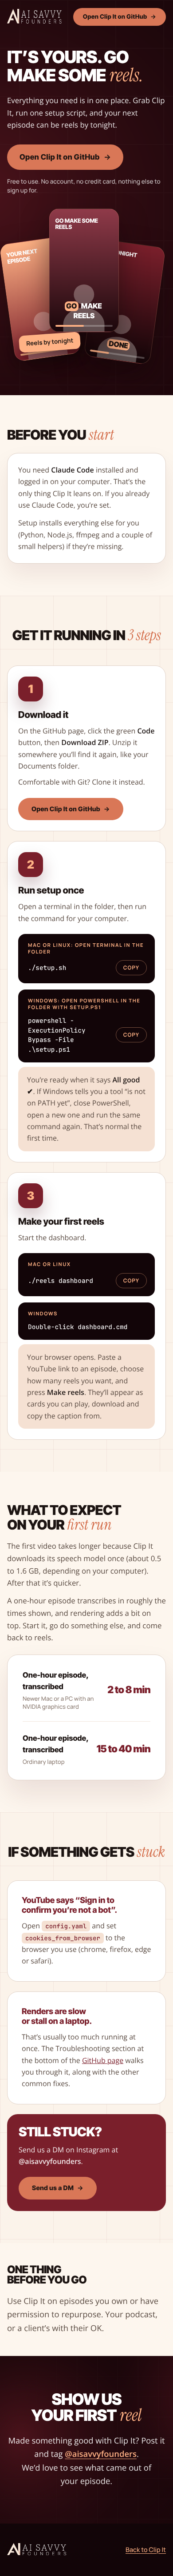 AI SAVVY
FOUNDERS
Open Clip It on GitHub →
IT’S YOURS. GO
MAKE SOME reels.
Everything you need is in one place. Grab Clip
It, run one setup script, and your next
episode can be reels by tonight.
Open Clip It on GitHub →
Free to use. No account, no credit card, nothing else to
sign up for.
YOUR NEXT
EPISODE
Reels by tonight
GO MAKE SOME
REELS
GO MAKE
REELS
DONE
BEFORE YOU start
You need Claude Code installed and
logged in on your computer. That’s the
only thing Clip It leans on. If you already
use Claude Code, you’re set.
Setup installs everything else for you
(Python, Node.js, ffmpeg and a couple of
small helpers) if they’re missing.
GET IT RUNNING IN 3 steps
1
Download it
On the GitHub page, click the green Code
button, then Download ZIP. Unzip it
somewhere you’ll find it again, like your
Documents folder.
Comfortable with Git? Clone it instead.
Open Clip It on GitHub →
2
Run setup once
Open a terminal in the folder, then run
the command for your computer.
MAC OR LINUX: OPEN TERMINAL IN THE
FOLDER
./setup.sh
COPY
WINDOWS: OPEN POWERSHELL IN THE
FOLDER WITH SETUP.PS1
powershell -
ExecutionPolicy
Bypass -File
.\setup.ps1
COPY
You’re ready when it says All good
✔. If Windows tells you a tool “is not
on PATH yet”, close PowerShell,
open a new one and run the same
command again. That’s normal the
first time.
3
Make your first reels
Start the dashboard.
MAC OR LINUX
./reels dashboard
COPY
WINDOWS
Double-click dashboard.cmd
Your browser opens. Paste a
YouTube link to an episode, choose
how many reels you want, and
press Make reels. They’ll appear as
cards you can play, download and
copy the caption from.
WHAT TO EXPECT
ON YOUR first run
The first video takes longer because Clip It
downloads its speech model once (about 0.5
to 1.6 GB, depending on your computer).
After that it’s quicker.
A one-hour episode transcribes in roughly the
times shown, and rendering adds a bit on
top. Start it, go do something else, and come
back to reels.
One-hour episode,
transcribed
Newer Mac or a PC with an
NVIDIA graphics card
2 to 8 min
One-hour episode,
transcribed
Ordinary laptop
15 to 40 min
IF SOMETHING GETS stuck
YouTube says “Sign in to
confirm you’re not a bot”.
Open config.yaml and set
cookies_from_browser to the
browser you use (chrome, firefox, edge
or safari).
Renders are slow
or stall on a laptop.
That’s usually too much running at
once. The Troubleshooting section at
the bottom of the GitHub page walks
you through it, along with the other
common fixes.
STILL STUCK?
Send us a DM on Instagram at
@aisavvyfounders.
Send us a DM →
ONE THING
BEFORE YOU GO
Use Clip It on episodes you own or have
permission to repurpose. Your podcast,
or a client’s with their OK.
SHOW US
YOUR FIRST reel
Made something good with Clip It? Post it
and tag @aisavvyfounders.
We’d love to see what came out of
your episode.
AI SAVVY
FOUNDERS
Back to Clip It